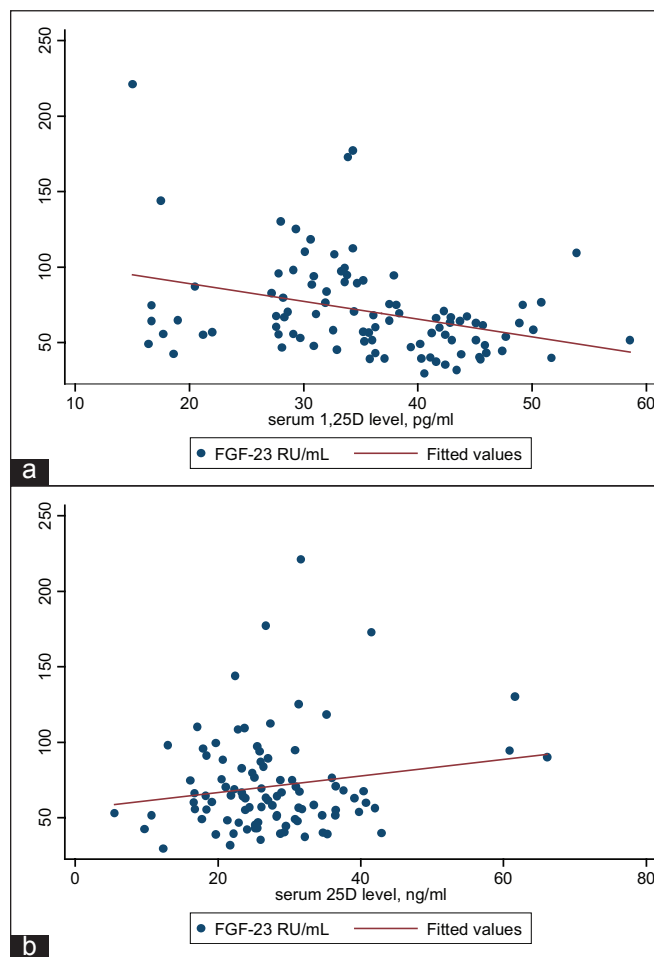 250
200
150
100
50
10 20 30 40 50 60
serum 1,25D level, pg/ml
FGF-23 RU/mL Fitted values
a
250
200
150
100
50
0 20 40 60 80
serum 25D level, ng/ml
FGF-23 RU/mL Fitted values
b